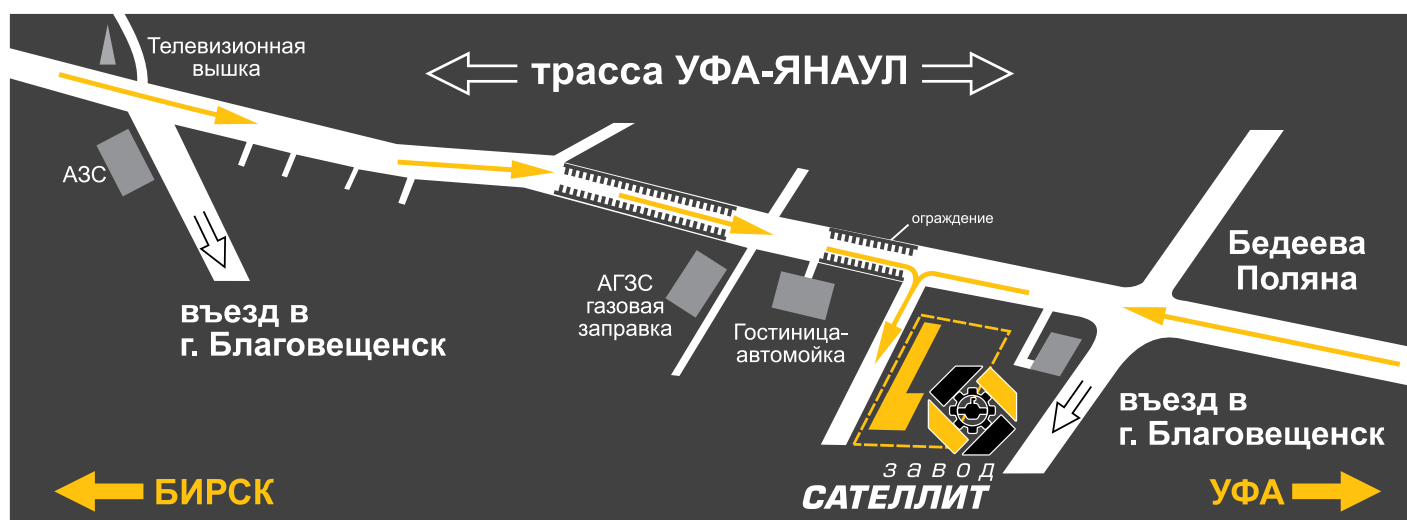 Телевизионная
вышка
трасса УФА-ЯНАУЛ
АЗС
ограждение
Бедеева
Поляна
АГЗС
газовая
заправка
въезд в
г. Благовещенск
Гостиница-
автомойка
въезд в
г. Благовещенск
завод
САТЕЛЛИТ
БИРСК
УФА